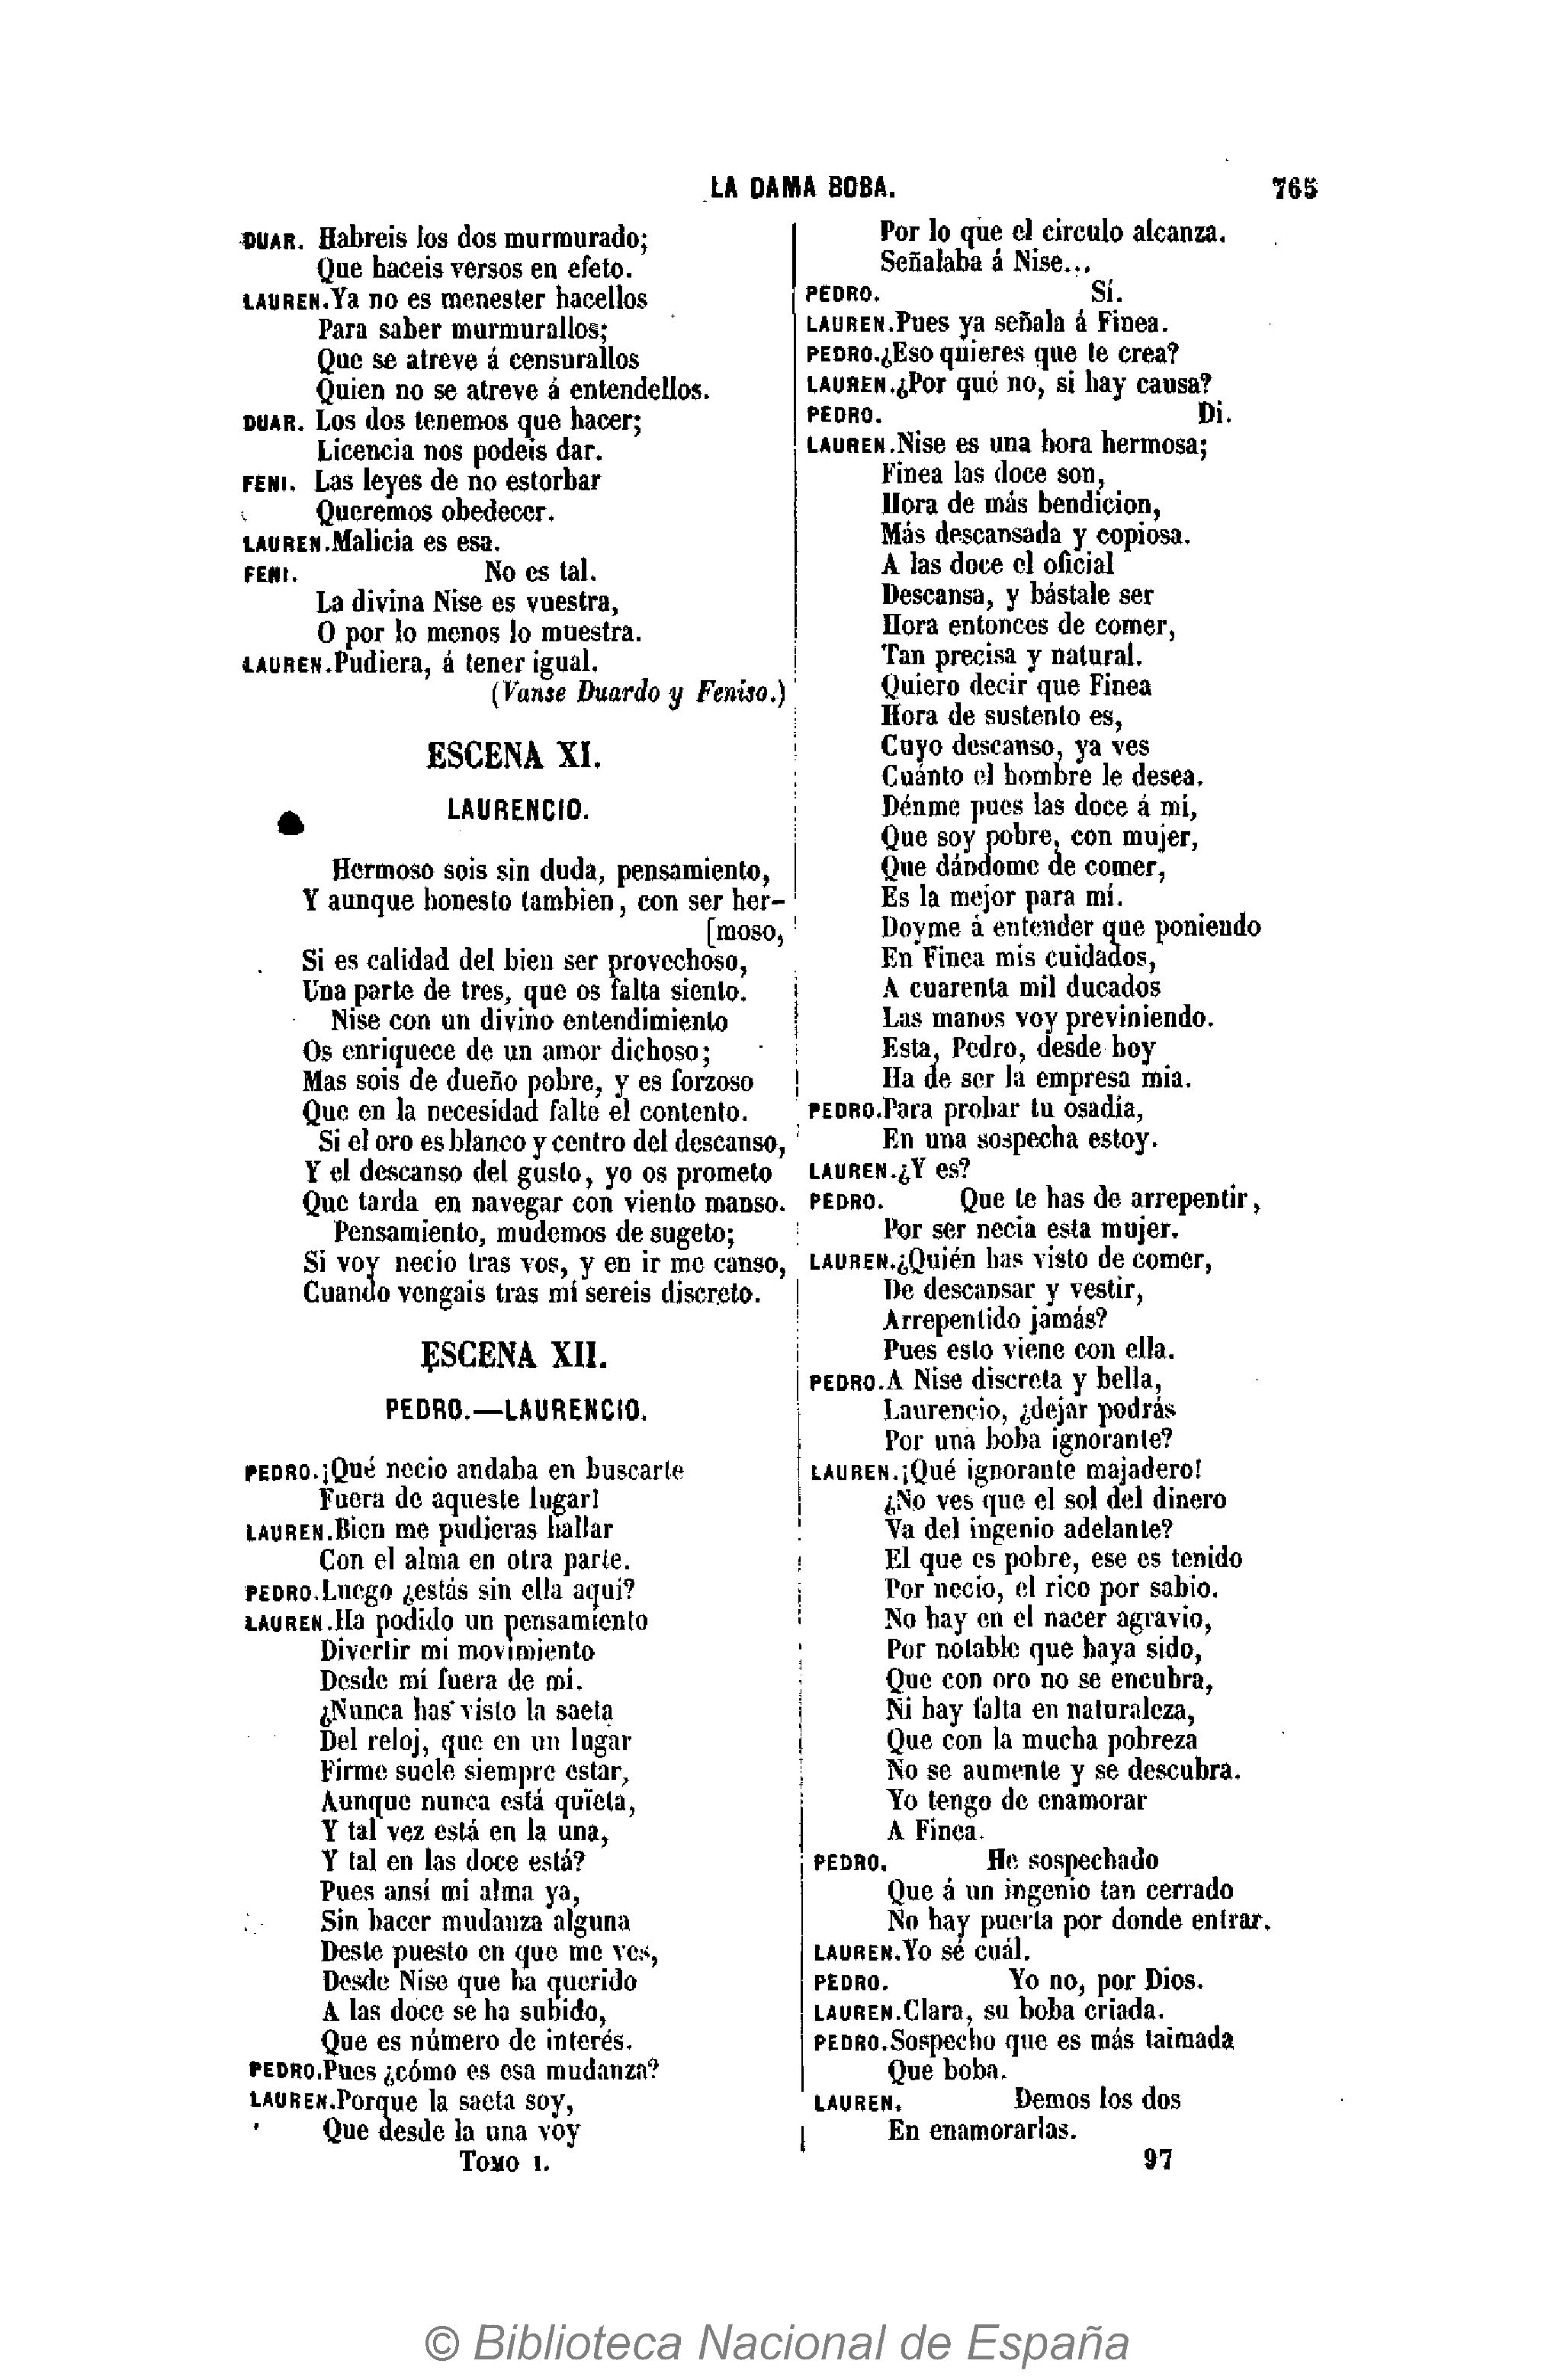 LA DAMA BOBA.
765
DUAR. Habreis los dos murmurado;
Que haceis versos en efeto.
LAUREN.Ya no es menester hacellos
Para saber murmurallos;
Que se atreve á censurallos
Quien no se atreve á entendellos.
DUAR. Los dos tenemos que hacer;
Licencia nos podeis dar.
FENI. Las leyes de no estorbar
Queremos obedecer.
LAUREN.Malicia es esa.
FENI. No es tal.
La divina Nise es vuestra,
O por lo menos lo muestra.
LAUREN.Pudiera, á tener igual.
(Vanse Duardo y Feniso.)
ESCENA XI.
LAURENCIO.
Hermoso sois sin duda, pensamiento,
Y aunque honesto tambien, con ser her-
[moso,
Si es calidad del bien ser provechoso,
Una parte de tres, que os falta siento.
Nise con un divino entendimiento
Os enriquece de un amor dichoso;
Mas sois de dueño pobre, y es forzoso
Que en la necesidad falte el contento.
Si el oro es blanco y centro del descanso,
Y el descanso del gusto, yo os prometo
Que tarda en navegar con viento manso.
Pensamiento, mudemos de sugeto;
Si voy necio tras vos, y en ir me canso,
Cuando vengais tras mí sereis discreto.
ESCENA XII.
PEDRO.—LAURENCIO.
PEDRO.¡Qué necio andaba en buscarte
Fuera de aqueste lugar!
LAUREN.Bien me pudieras hallar
Con el alma en otra parte.
PEDRO.Luego ¿estás sin ella aquí?
LAUREN.Ha podido un pensamiento
Divertir mi movimiento
Desde mí fuera de mí.
¿Nunca has visto la saeta
Del reloj, que en un lugar
Firme suele siempre estar,
Aunque nunca está quieta,
Y tal vez está en la una,
Y tal en las doce está?
Pues ansí mi alma ya,
Sin hacer mudanza alguna
Deste puesto en que me ves,
Desde Nise que ha querido
A las doce se ha subido,
Que es número de interés.
PEDRO.Pues ¿cómo es esa mudanza?
LAUREN.Porque la saeta soy,
Que desde la una voy
TOMO I.
Por lo que el circulo alcanza.
Señalaba á Nise...
PEDRO. Sí.
LAUREN.Pues ya señala á Finea.
PEDRO.¿Eso quieres que te crea?
LAUREN.¿Por qué no, si hay causa?
PEDRO. Di.
LAUREN.Nise es una hora hermosa;
Finea las doce son,
Hora de más bendicion,
Más descansada y copiosa.
A las doce el oficial
Descansa, y bástale ser
Hora entonces de comer,
Tan precisa y natural.
Quiero decir que Finea
Hora de sustento es,
Cuyo descanso, ya ves
Cuánto el hombre le desea.
Dénme pues las doce á mi,
Que soy pobre, con mujer,
Que dándome de comer,
Es la mejor para mí.
Doyme á entender que poniendo
En Finea mis cuidados,
A cuarenta mil ducados
Las manos voy previniendo.
Esta, Pedro, desde hoy
Ha de ser la empresa mia.
PEDRO.Para probar tu osadía,
En una sospecha estoy.
LAUREN.¿Y es?
PEDRO. Que te has de arrepentir,
Por ser necia esta mujer.
LAUREN.¿Quién has visto de comer,
De descansar y vestir,
Arrepentido jamás?
Pues esto viene con ella.
PEDRO.A Nise discreta y bella,
Laurencio, ¿dejar podrás
Por una boba ignorante?
LAUREN.¡Qué ignorante majadero!
¿No ves que el sol del dinero
Va del ingenio adelante?
El que es pobre, ese es tenido
Por necio, el rico por sabio.
No hay en el nacer agravio,
Por notable que haya sido,
Que con oro no se encubra,
Ni hay falta en naturaleza,
Que con la mucha pobreza
No se aumente y se descubra.
Yo tengo de enamorar
A Finea.
PEDRO. He sospechado
Que á un ingenio tan cerrado
No hay puerta por donde entrar.
LAUREN.Yo sé cuál.
PEDRO. Yo no, por Dios.
LAUREN.Clara, su boba criada.
PEDRO.Sospecho que es más taimada
Que boba.
LAUREN. Demos los dos
En enamorarlas.
97
© Biblioteca Nacional de España